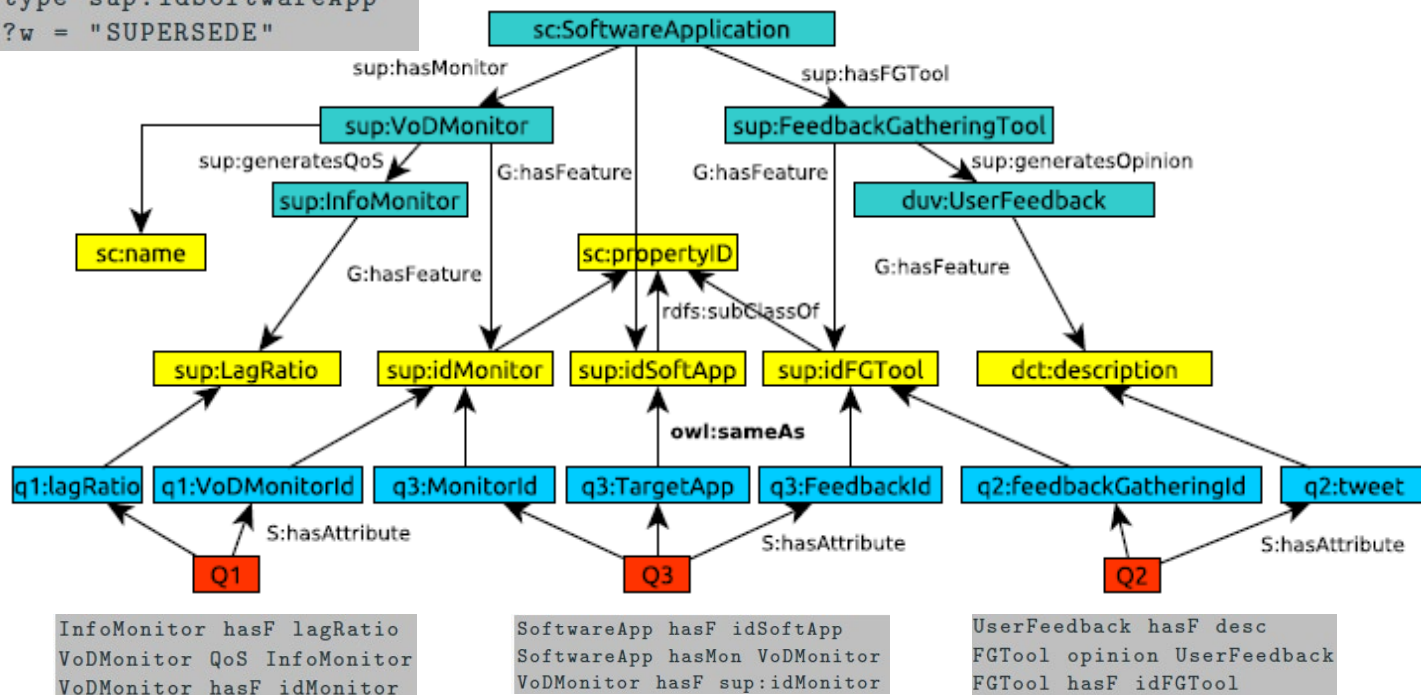 type sup:idSoftwareApp
?w = "SUPERSEDE"
sc:SoftwareApplication
sup:hasMonitor
sup:hasFGTool
sup:VoDMonitor
sup:FeedbackGatheringTool
sup:generatesQoS
G:hasFeature
G:hasFeature
sup:generatesOpinion
sup:InfoMonitor
duv:UserFeedback
sc:name
sc:propertyID
G:hasFeature
G:hasFeature
rdfs:subClassOf
sup:LagRatio
sup:idMonitor
sup:idSoftApp
sup:idFGTool
dct:description
owl:sameAs
q1:lagRatio
q1:VoDMonitorId
q3:MonitorId
q3:TargetApp
q3:FeedbackId
q2:feedbackGatheringId
q2:tweet
S:hasAttribute
S:hasAttribute
S:hasAttribute
Q1
Q3
Q2
InfoMonitor hasF lagRatio
VoDMonitor QoS InfoMonitor
VoDMonitor hasF idMonitor
SoftwareApp hasF idSoftApp
SoftwareApp hasMon VoDMonitor
VoDMonitor hasF sup:idMonitor
UserFeedback hasF desc
FGTool opinion UserFeedback
FGTool hasF idFGTool